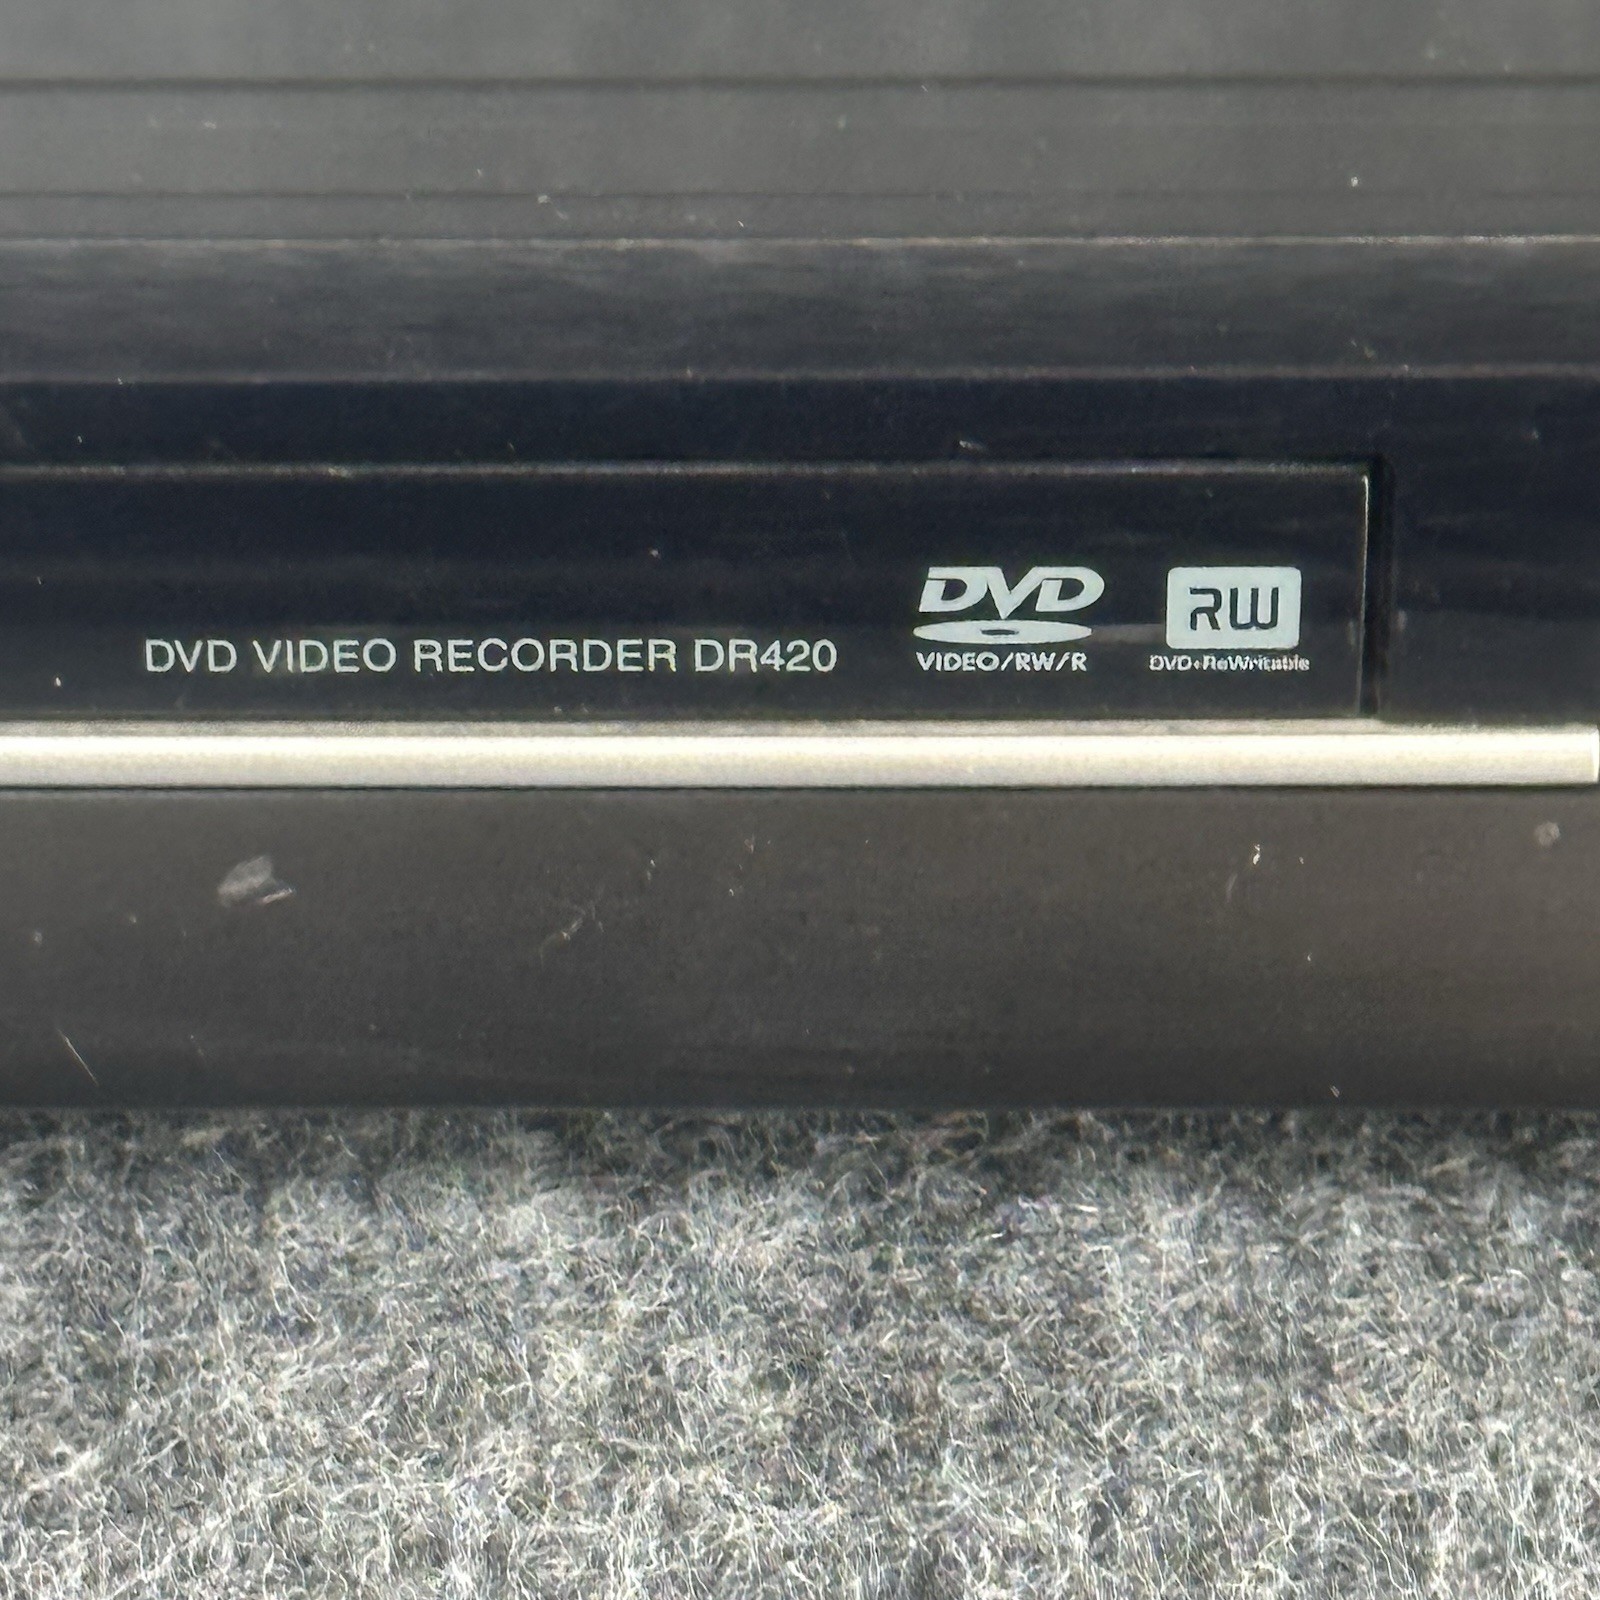 DVD VIDEO RECORDER DR420
DVD
VIDEO/RW/R
RW
DVD+ReWritable